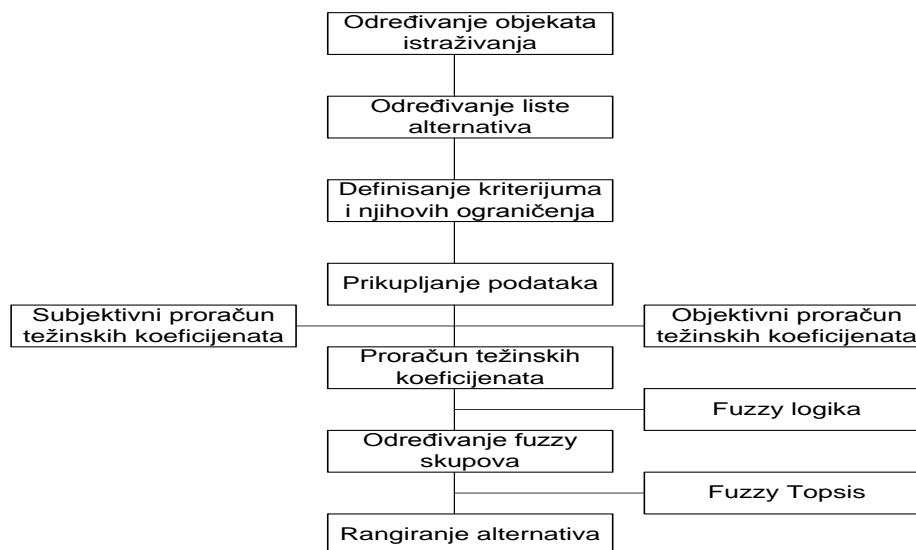 Određivanje objekata
istraživanja
Određivanje liste
alternativa
Definisanje kriterijuma
i njihovih ograničenja
Prikupljanje podataka
Subjektivni proračun
težinskih koeficijenata
Objektivni proračun
težinskih koeficijenata
Proračun težinskih
koeficijenata
Fuzzy logika
Određivanje fuzzy
skupova
Fuzzy Topsis
Rangiranje alternativa